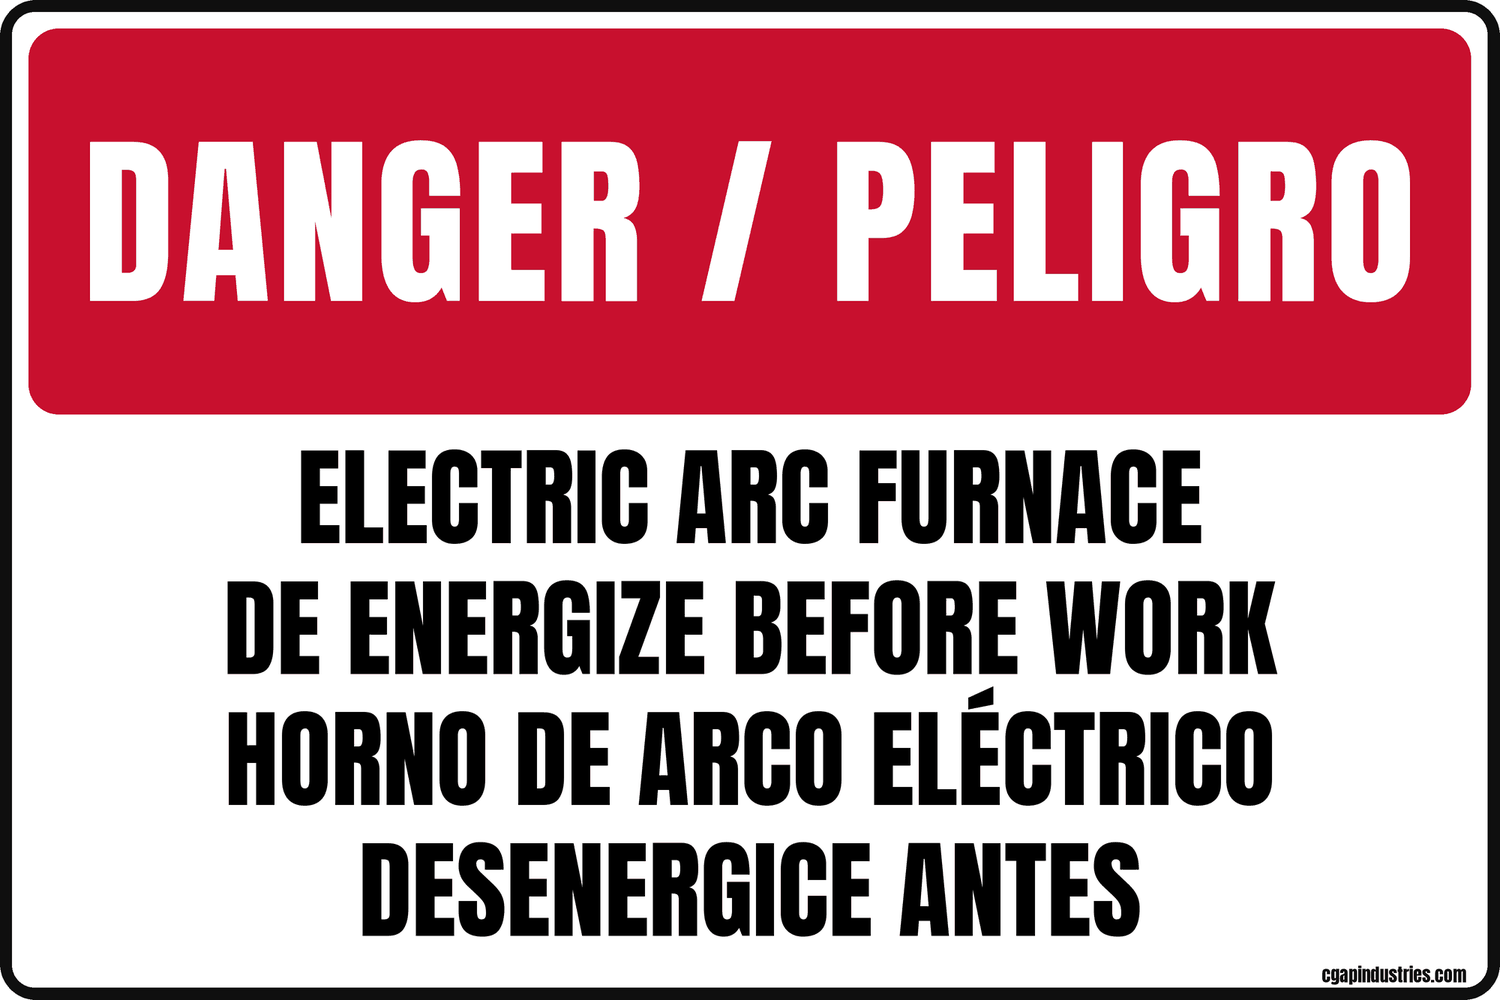 DANGER / PELIGRO
ELECTRIC ARC FURNACE
DE ENERGIZE BEFORE WORK
HORNO DE ARCO ELÉCTRICO
DESENERGICE ANTES
cgapindustries.com